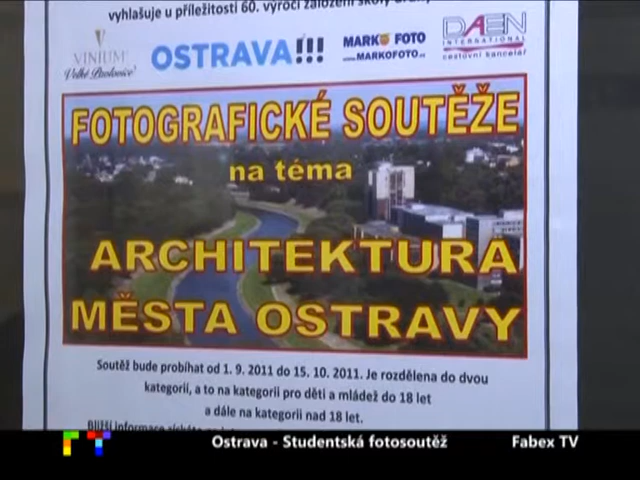 vyhlašuje u příležitosti 60. výročí založení školy
VINIUM
Velké Pavlovice
OSTRAVA!!!
MARK FOTO
www.MARKOFOTO.cz
DAEN
INTERNATIONAL
cestovní kancelář
FOTOGRAFICKÉ SOUTĚŽE
na téma
ARCHITEKTURA
MĚSTA OSTRAVY
Soutěž bude probíhat od 1. 9. 2011 do 15. 10. 2011. Je rozdělena do dvou
kategorií, a to na kategorii pro děti a mládež do 18 let
a dále na kategorii nad 18 let.
Bližší informace
Ostrava - Studentská fotosoutěž
Fabex TV